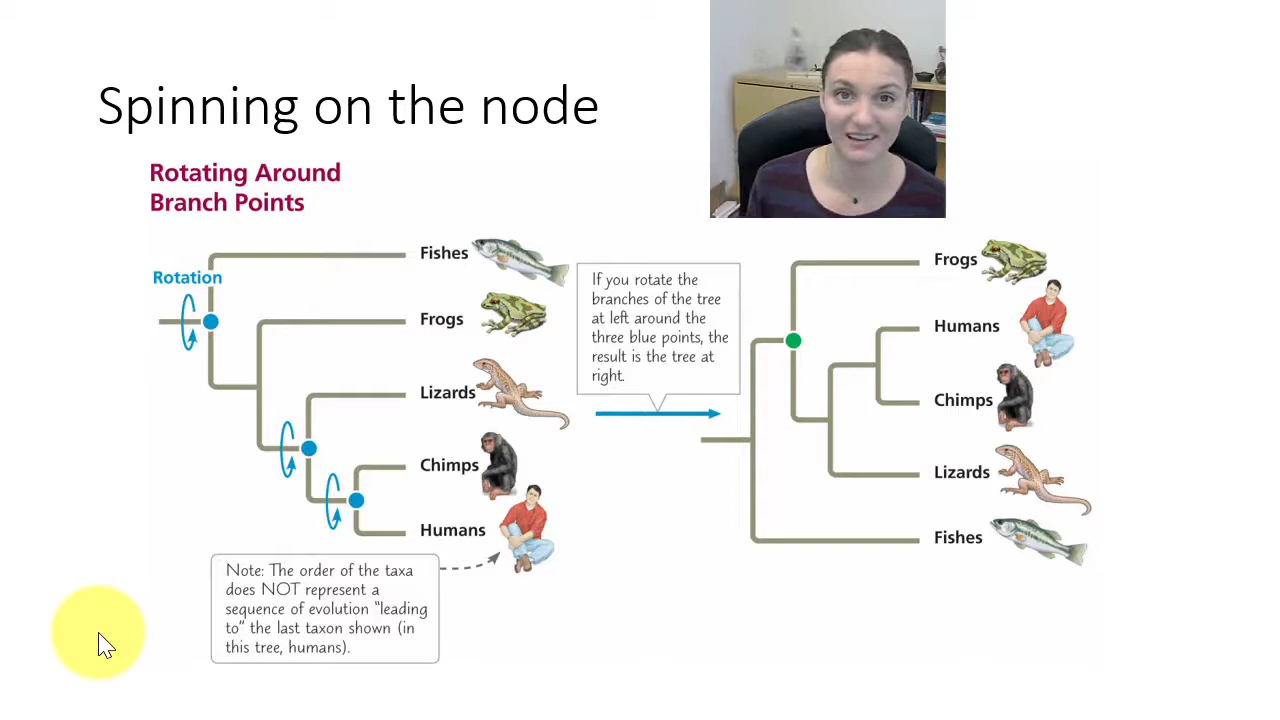 Spinning on the node
Rotating Around
Branch Points
Rotation
Fishes
Frogs
Lizards
Chimps
Humans
Note: The order of the taxa
does NOT represent a
sequence of evolution "leading
to" the last taxon shown (in
this tree, humans).
If you rotate the
branches of the tree
at left around the
three blue points, the
result is the tree at
right.
Frogs
Humans
Chimps
Lizards
Fishes